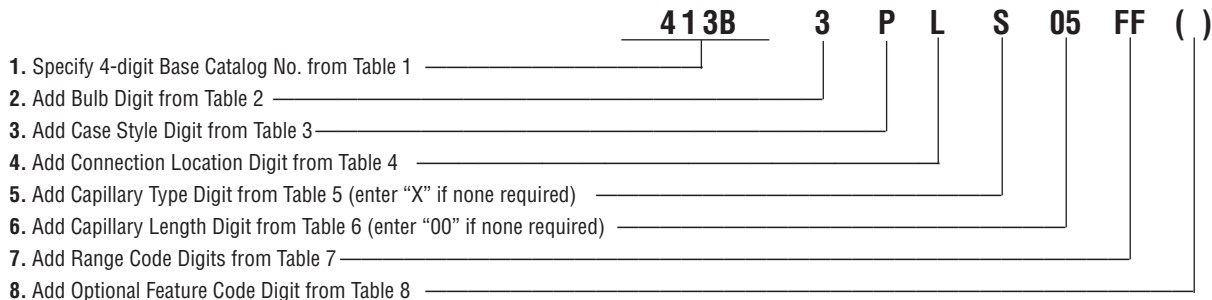 413B 3 P L S 05 FF ( )
1. Specify 4-digit Base Catalog No. from Table 1
2. Add Bulb Digit from Table 2
3. Add Case Style Digit from Table 3
4. Add Connection Location Digit from Table 4
5. Add Capillary Type Digit from Table 5 (enter “X” if none required)
6. Add Capillary Length Digit from Table 6 (enter “00” if none required)
7. Add Range Code Digits from Table 7
8. Add Optional Feature Code Digit from Table 8